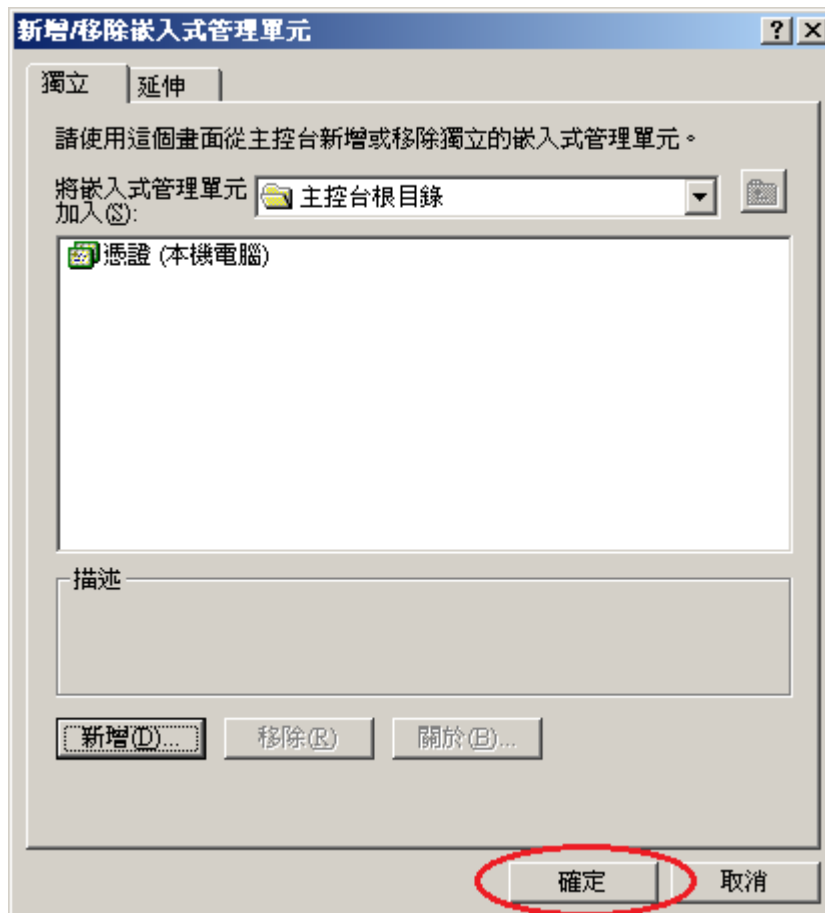 新增/移除嵌入式管理單元
獨立
延伸
請使用這個畫面從主控台新增或移除獨立的嵌入式管理單元。
將嵌入式管理單元
加入(S):
主控台根目錄
憑證 (本機電腦)
描述
新增(D)...
移除(R)
關於(B)...
確定
取消